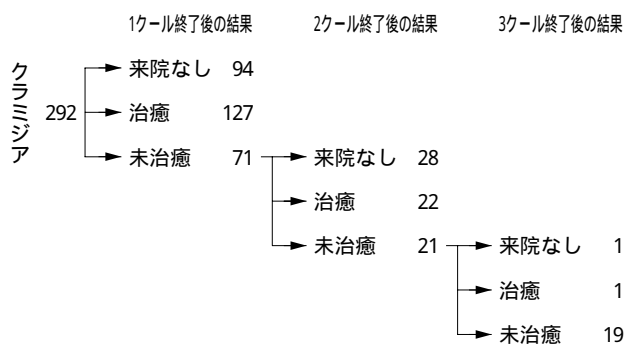 1クール終了後の結果 2クール終了後の結果 3クール終了後の結果
クラミジア 292
来院なし 94
治癒 127
未治癒 71
来院なし 28
治癒 22
未治癒 21
来院なし 1
治癒 1
未治癒 19